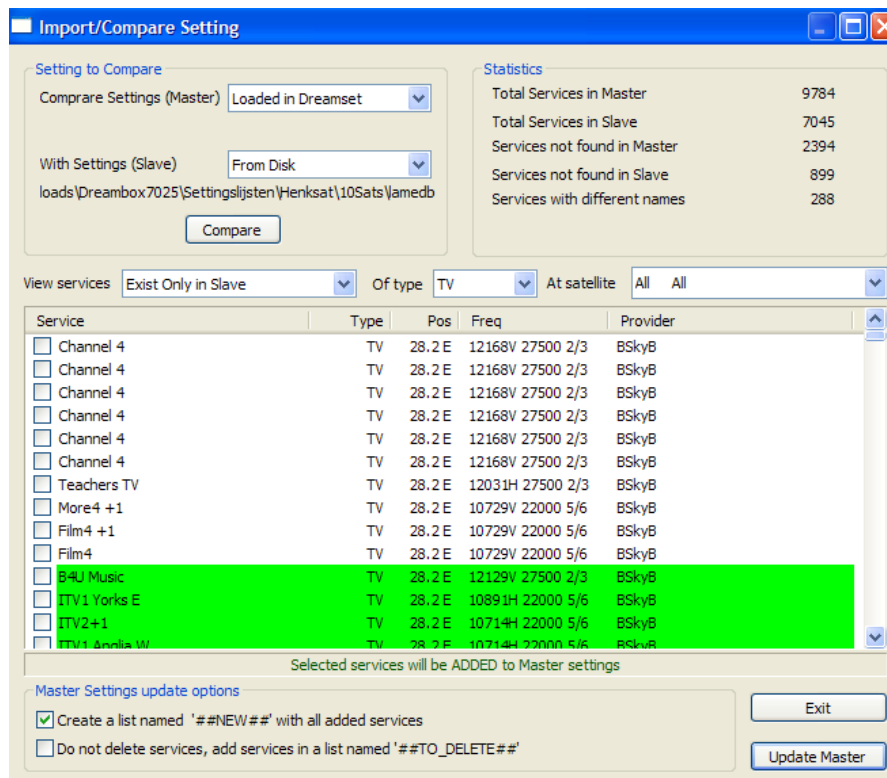 Import/Compare Setting
Setting to Compare
Comprare Settings (Master) Loaded in Dreamset
With Settings (Slave) From Disk
loads\Dreambox7025\Settingslijsten\Henksat\10Sats\lamedb
Compare
Statistics
Total Services in Master 9784
Total Services in Slave 7045
Services not found in Master 2394
Services not found in Slave 899
Services with different names 288
View services Exist Only in Slave Of type TV At satellite All All
Service Type Pos Freq Provider
Channel 4 TV 28.2 E 12168V 27500 2/3 BSkyB
Channel 4 TV 28.2 E 12168V 27500 2/3 BSkyB
Channel 4 TV 28.2 E 12168V 27500 2/3 BSkyB
Channel 4 TV 28.2 E 12168V 27500 2/3 BSkyB
Channel 4 TV 28.2 E 12168V 27500 2/3 BSkyB
Channel 4 TV 28.2 E 12168V 27500 2/3 BSkyB
Teachers TV TV 28.2 E 12031H 27500 2/3 BSkyB
More4 +1 TV 28.2 E 10729V 22000 5/6 BSkyB
Film4 +1 TV 28.2 E 10729V 22000 5/6 BSkyB
Film4 TV 28.2 E 10729V 22000 5/6 BSkyB
B4U Music TV 28.2 E 12129V 27500 2/3 BSkyB
ITV1 Yorks E TV 28.2 E 10891H 22000 5/6 BSkyB
ITV2+1 TV 28.2 E 10714H 22000 5/6 BSkyB
ITV1 Anglia W TV 28.2 E 10714H 22000 5/6 BSkyB
Selected services will be ADDED to Master settings
Master Settings update options
Create a list named '##NEW##' with all added services
Do not delete services, add services in a list named '##TO_DELETE##'
Exit
Update Master